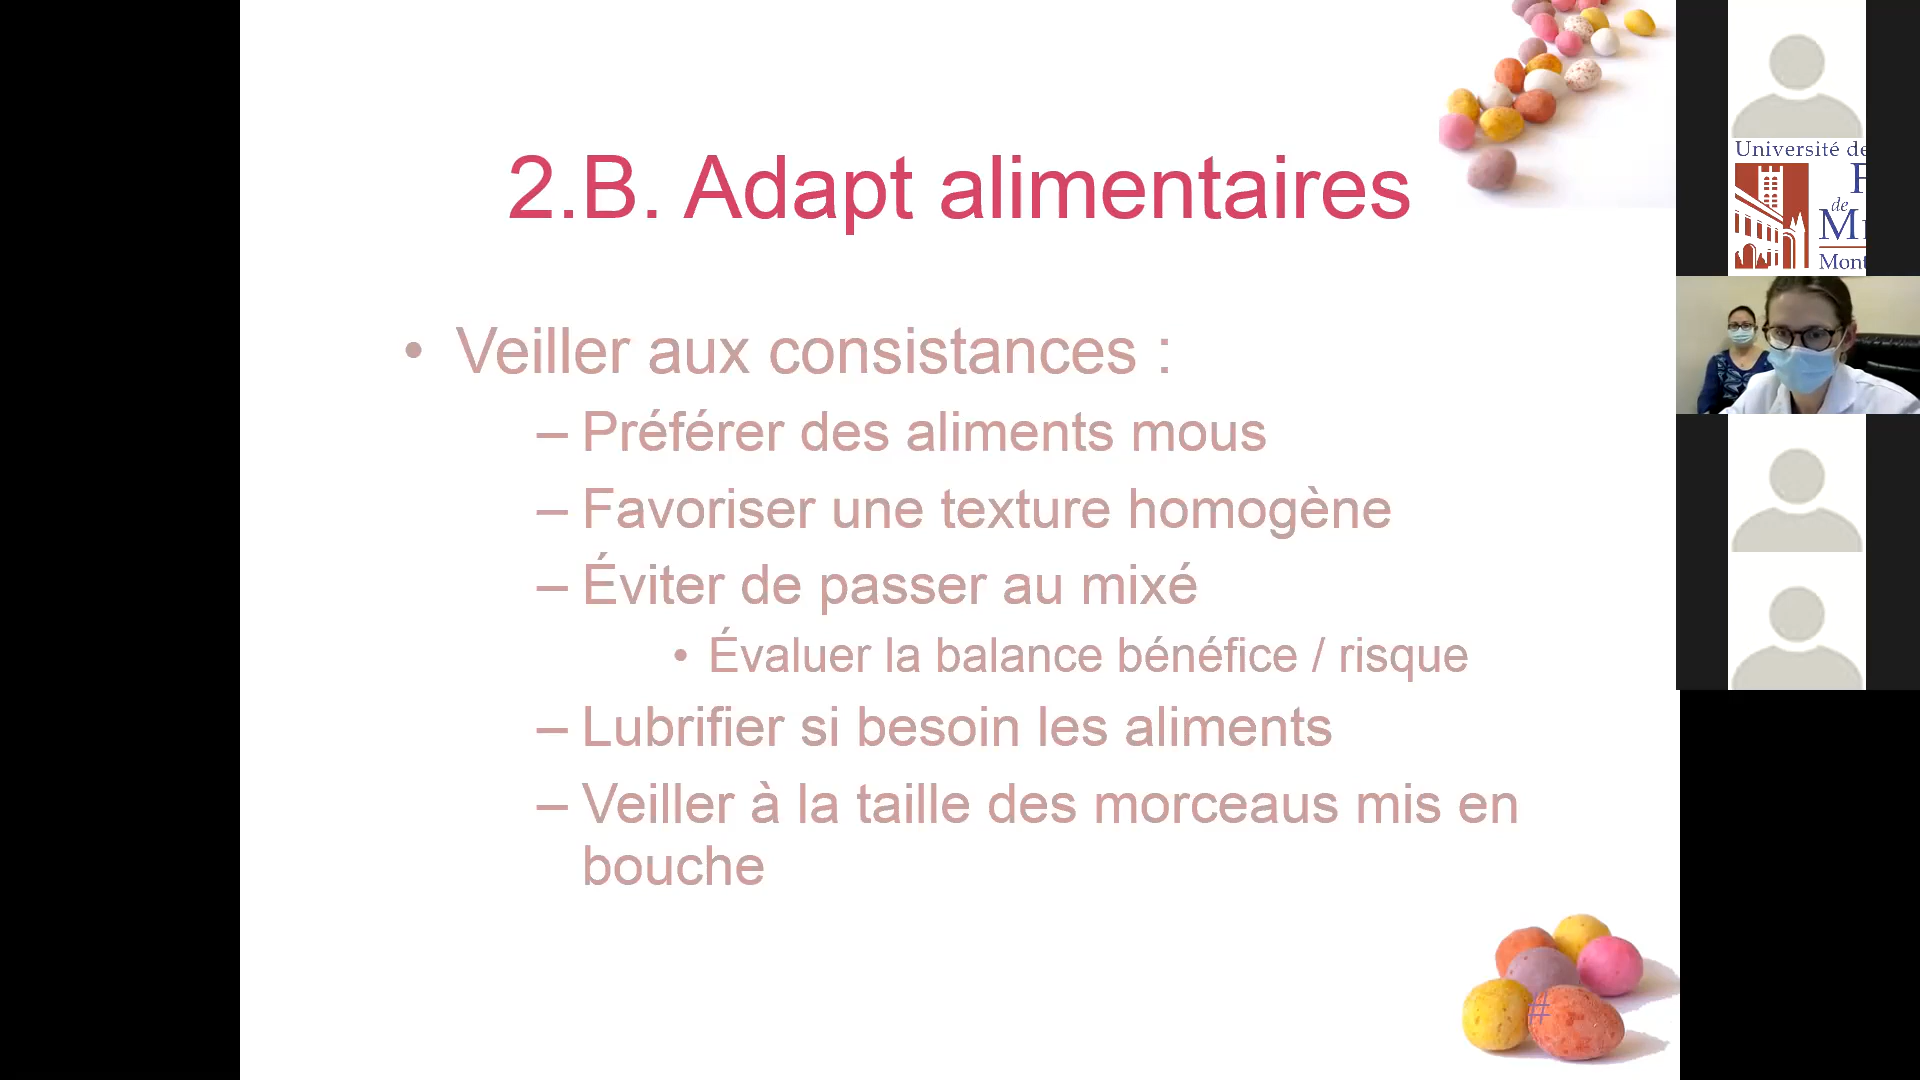 2.B. Adapt alimentaires
• Veiller aux consistances :
– Préférer des aliments mous
– Favoriser une texture homogène
– Éviter de passer au mixé
• Évaluer la balance bénéfice / risque
– Lubrifier si besoin les aliments
– Veiller à la taille des morceaus mis en
bouche
#
Université de
F
de
M
Mont